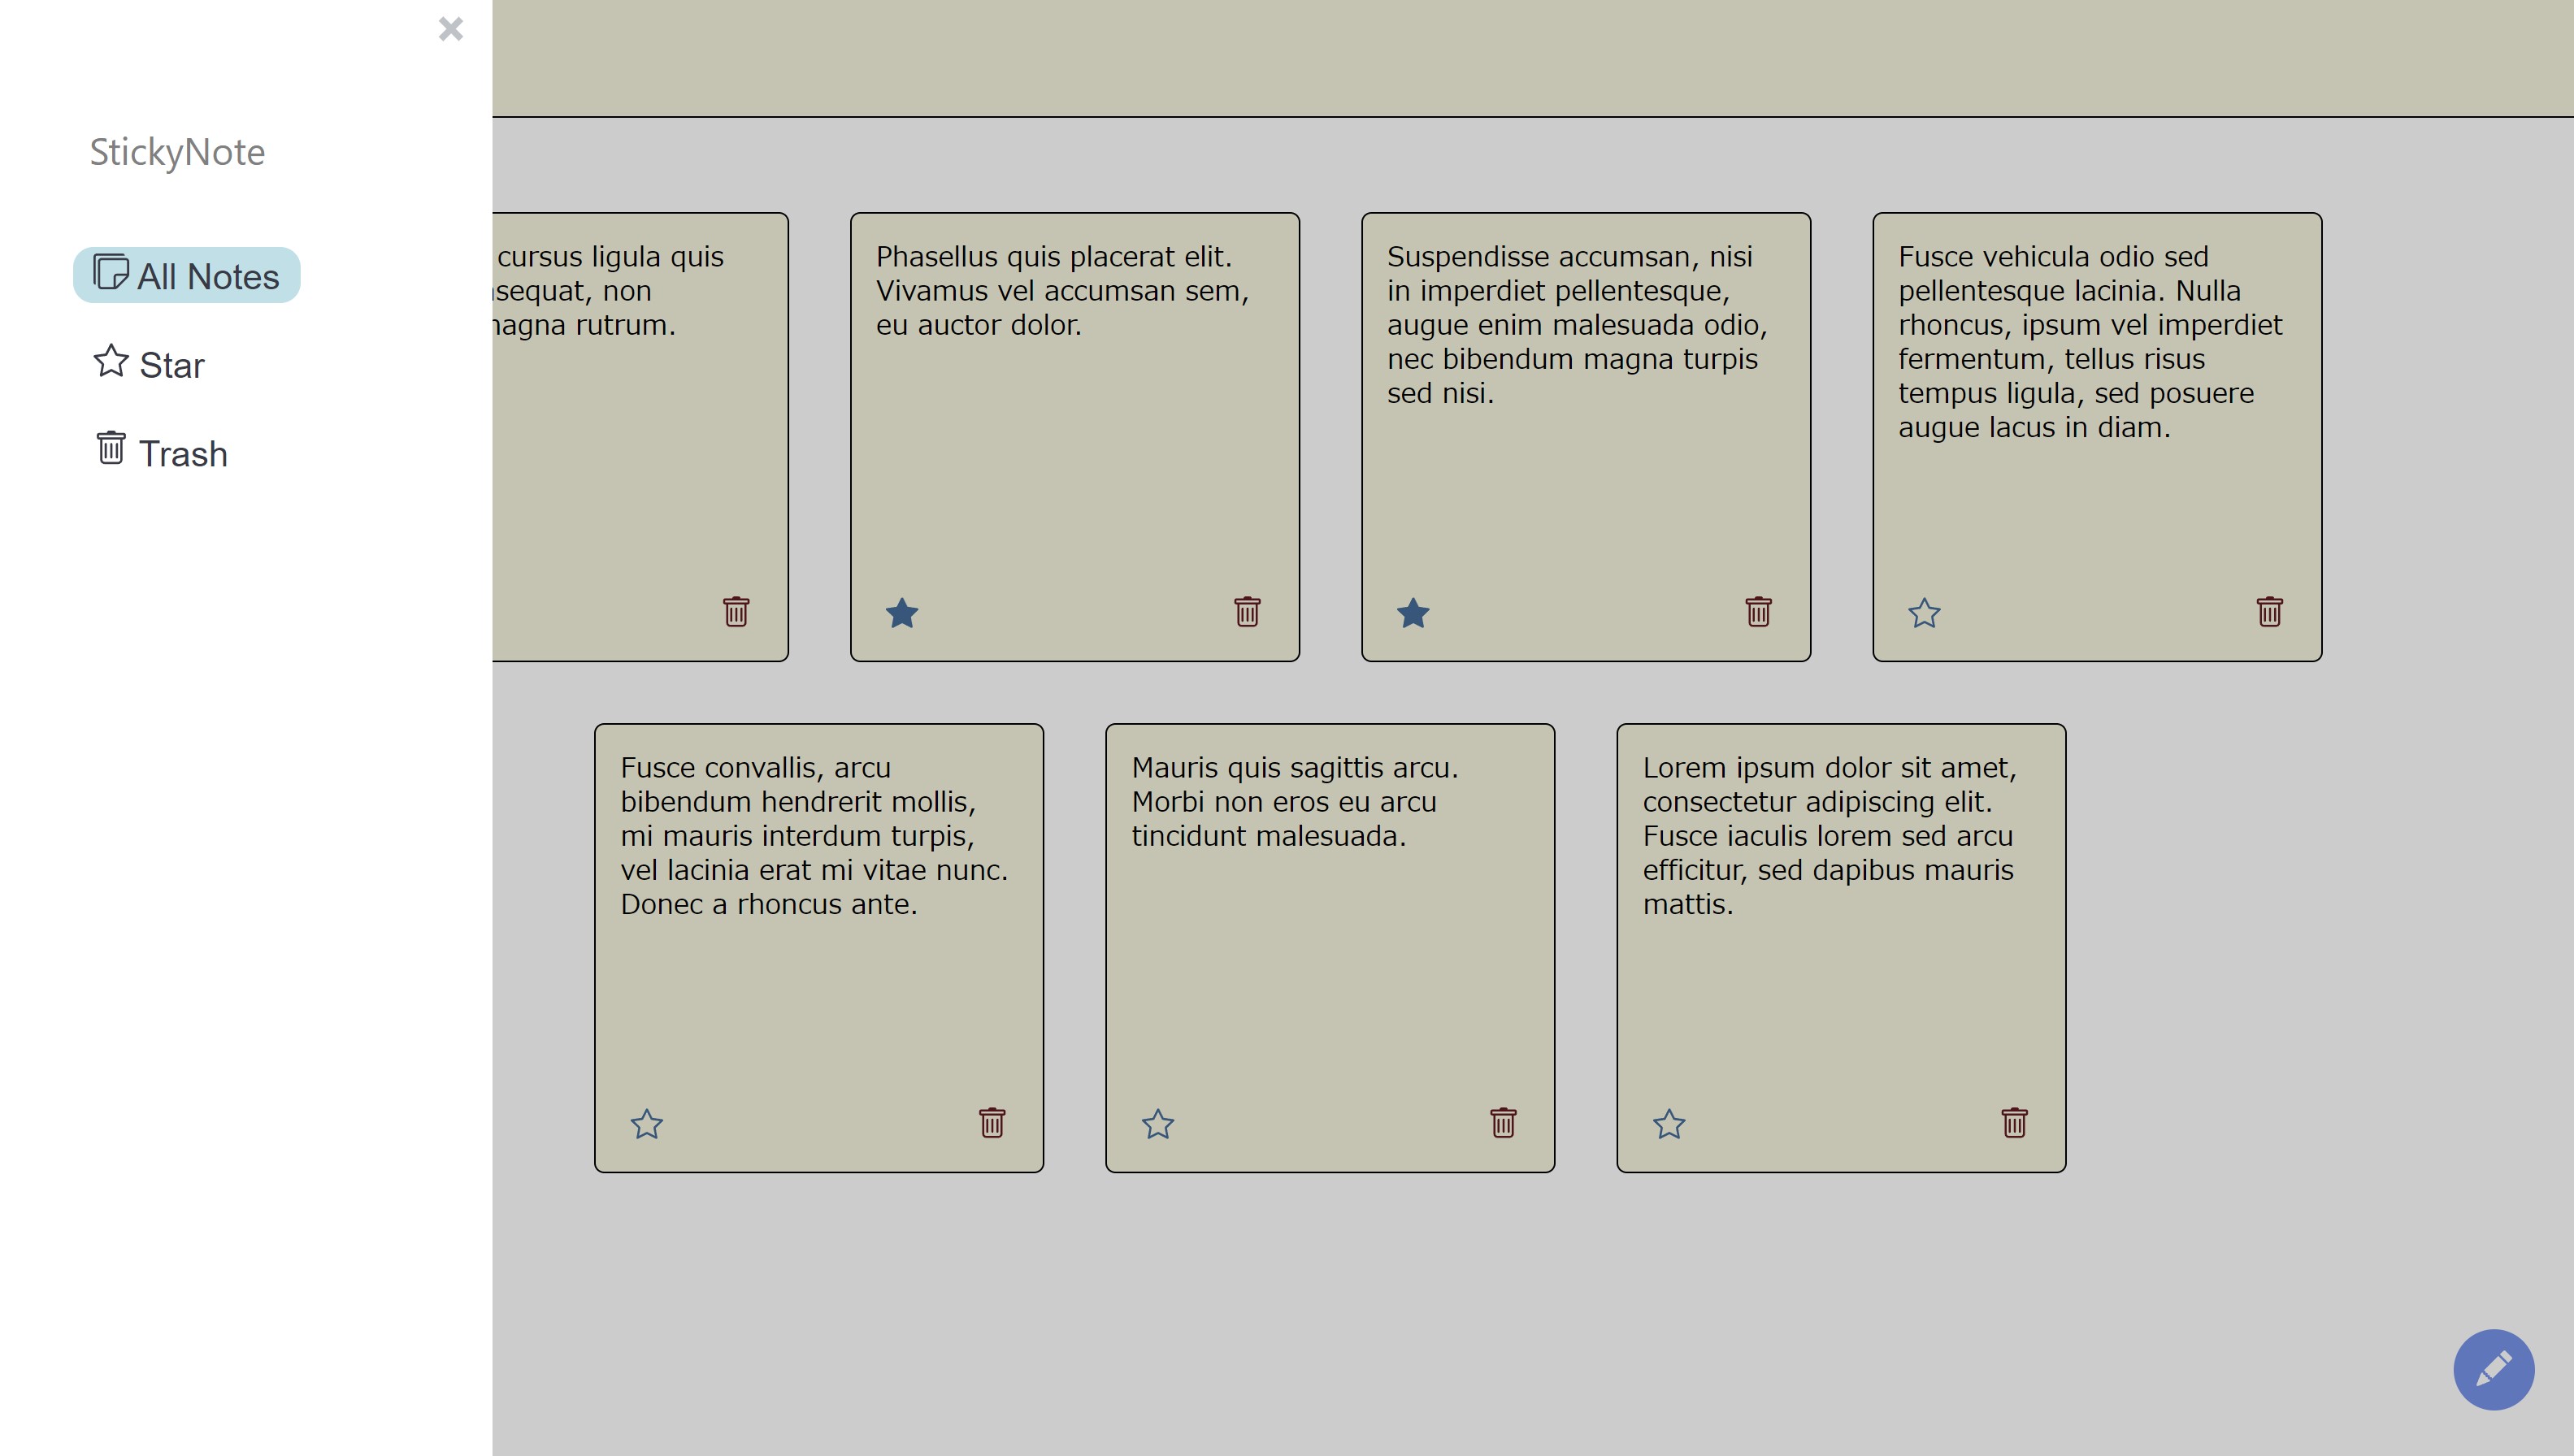 StickyNote
All Notes
Star
Trash
cursus ligula quis
non
rutrum.
Phasellus quis placerat elit.
Vivamus vel accumsan sem,
eu auctor dolor.
Suspendisse accumsan, nisi
in imperdiet pellentesque,
augue enim malesuada odio,
nec bibendum magna turpis
sed nisi.
Fusce vehicula odio sed
pellentesque lacinia. Nulla
rhoncus, ipsum vel imperdiet
fermentum, tellus risus
tempus ligula, sed posuere
augue lacus in diam.
Fusce convallis, arcu
bibendum hendrerit mollis,
mi mauris interdum turpis,
vel lacinia erat mi vitae nunc.
Donec a rhoncus ante.
Mauris quis sagittis arcu.
Morbi non eros eu arcu
tincidunt malesuada.
Lorem ipsum dolor sit amet,
consectetur adipiscing elit.
Fusce iaculis lorem sed arcu
efficitur, sed dapibus mauris
mattis.